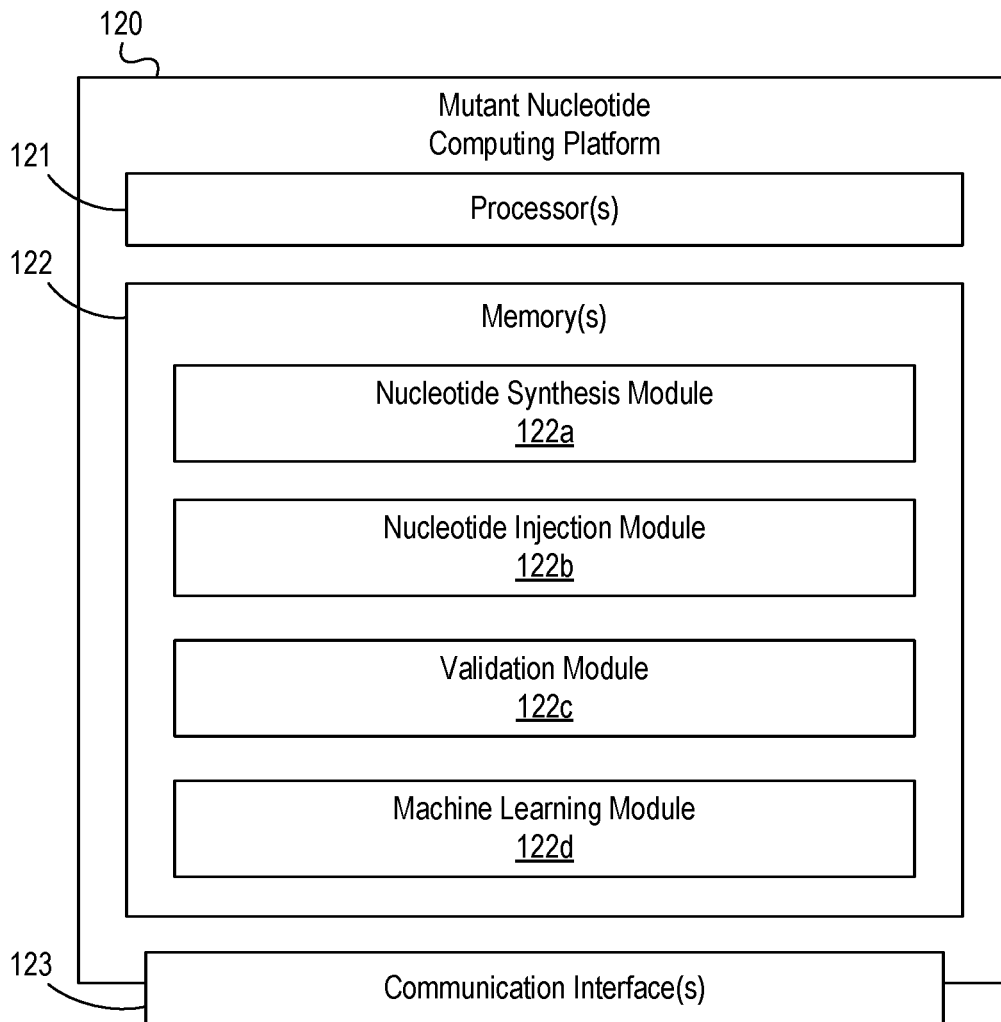 120
Mutant Nucleotide
Computing Platform
121
Processor(s)
122
Memory(s)
Nucleotide Synthesis Module
122a
Nucleotide Injection Module
122b
Validation Module
122c
Machine Learning Module
122d
123
Communication Interface(s)